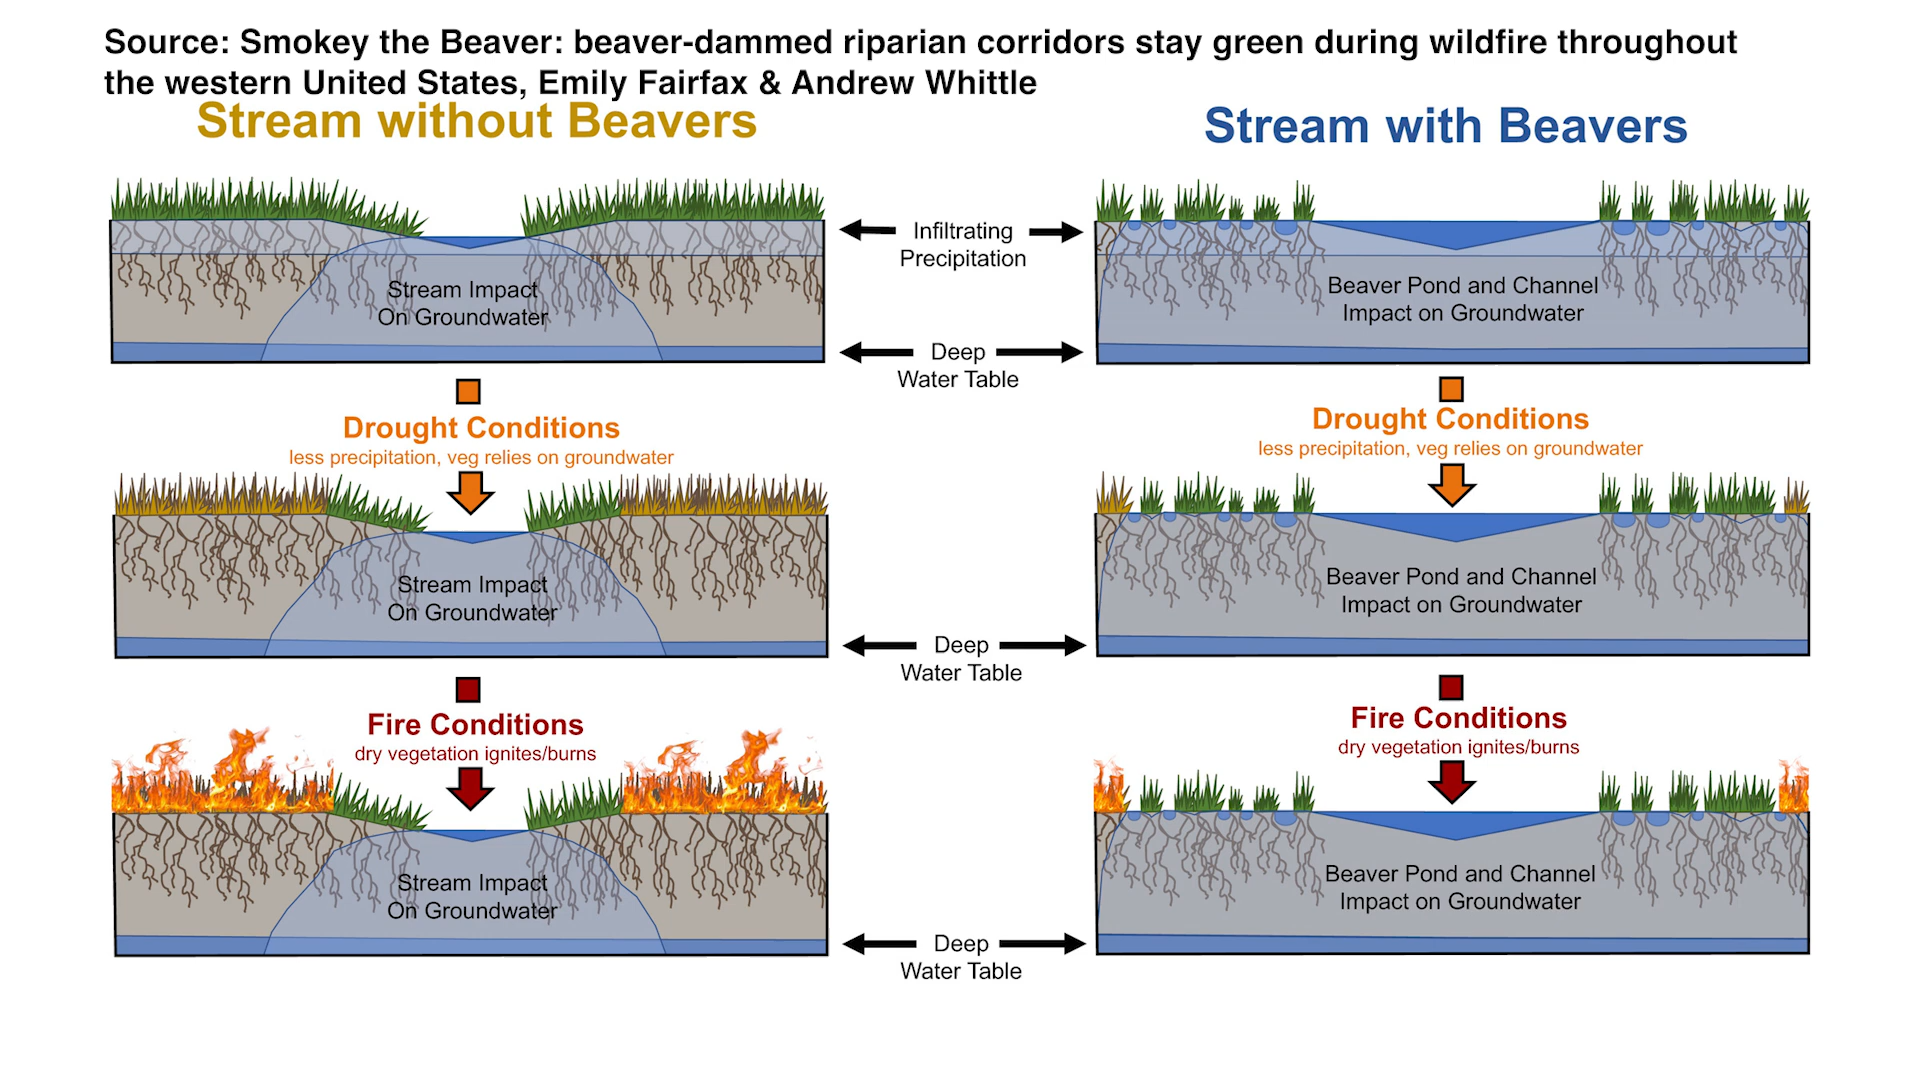 Source: Smokey the Beaver: beaver-dammed riparian corridors stay green during wildfire throughout
the western United States, Emily Fairfax & Andrew Whittle
Stream without Beavers
Stream with Beavers
Infiltrating
Precipitation
Stream Impact
On Groundwater
Beaver Pond and Channel
Impact on Groundwater
Deep
Water Table
Drought Conditions
less precipitation, veg relies on groundwater
Drought Conditions
less precipitation, veg relies on groundwater
Stream Impact
On Groundwater
Beaver Pond and Channel
Impact on Groundwater
Deep
Water Table
Fire Conditions
dry vegetation ignites/burns
Fire Conditions
dry vegetation ignites/burns
Stream Impact
On Groundwater
Beaver Pond and Channel
Impact on Groundwater
Deep
Water Table